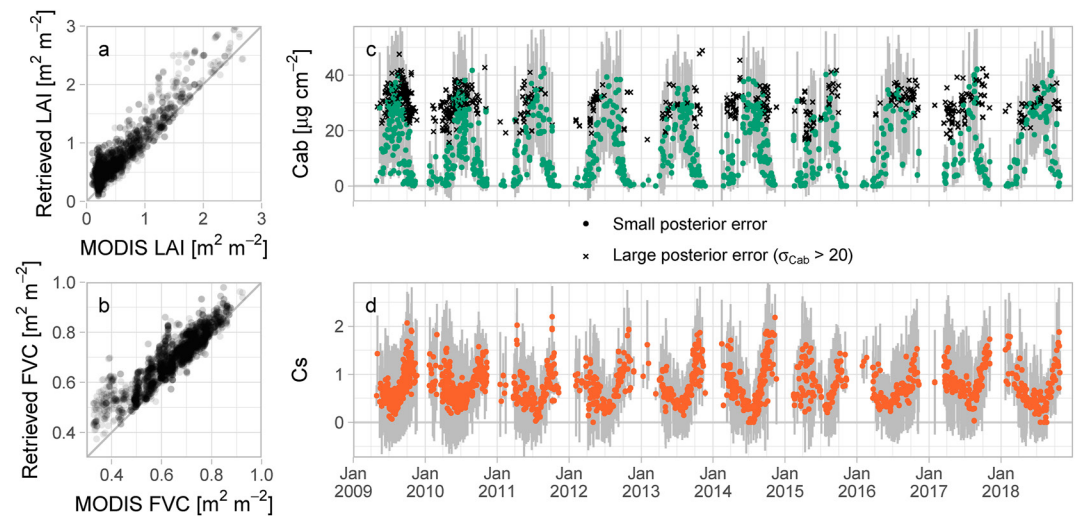 a
Retrieved LAI [m² m⁻²]
3
2
1
0
0 1 2 3
MODIS LAI [m² m⁻²]
b
Retrieved FVC [m² m⁻²]
1.0
0.8
0.6
0.4
0.4 0.6 0.8 1.0
MODIS FVC [m² m⁻²]
c
Cab [µg cm⁻²]
40
20
0
Small posterior error
Large posterior error (σCab > 20)
d
Cs
2
1
0
Jan Jan Jan Jan Jan Jan Jan Jan Jan Jan
2009 2010 2011 2012 2013 2014 2015 2016 2017 2018